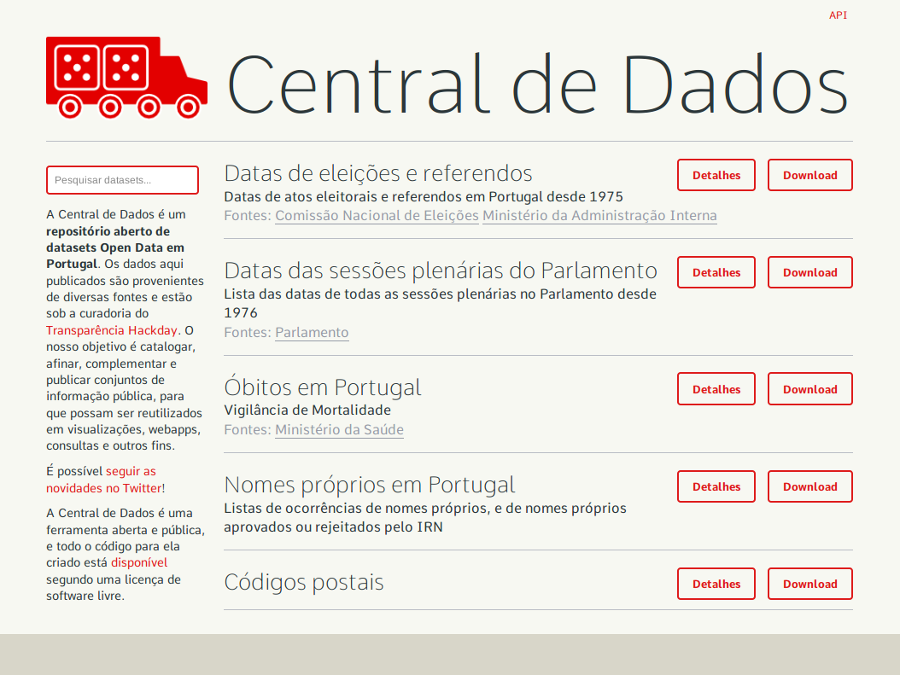 API
Central de Dados
Pesquisar datasets...
A Central de Dados é um
repositório aberto de
datasets Open Data em
Portugal. Os dados aqui
publicados são provenientes
de diversas fontes e estão
sob a curadoria do
Transparência Hackday. O
nosso objetivo é catalogar,
afinar, complementar e
publicar conjuntos de
informação pública, para
que possam ser reutilizados
em visualizações, webapps,
consultas e outros fins.
É possível seguir as
novidades no Twitter!
A Central de Dados é uma
ferramenta aberta e pública,
e todo o código para ela
criado está disponível
segundo uma licença de
software livre.
Datas de eleições e referendos
Detalhes Download
Datas de atos eleitorais e referendos em Portugal desde 1975
Fontes: Comissão Nacional de Eleições Ministério da Administração Interna
Datas das sessões plenárias do Parlamento
Detalhes Download
Lista das datas de todas as sessões plenárias no Parlamento desde
1976
Fontes: Parlamento
Óbitos em Portugal
Detalhes Download
Vigilância de Mortalidade
Fontes: Ministério da Saúde
Nomes próprios em Portugal
Detalhes Download
Listas de ocorrências de nomes próprios, e de nomes próprios
aprovados ou rejeitados pelo IRN
Códigos postais
Detalhes Download